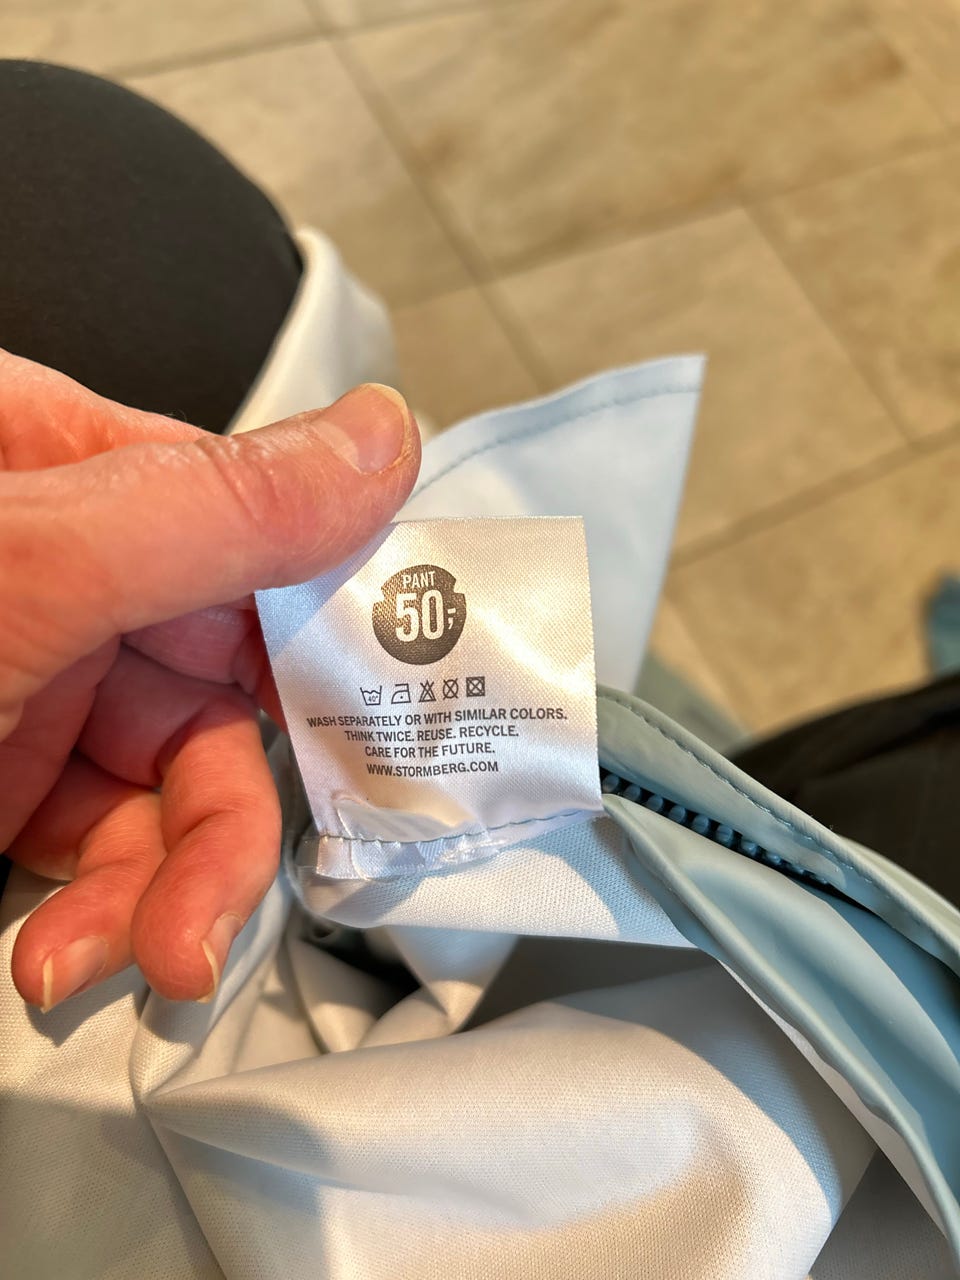 PANT
50,-
40°
WASH SEPARATELY OR WITH SIMILAR COLORS.
THINK TWICE. REUSE. RECYCLE.
CARE FOR THE FUTURE.
WWW.STORMBERG.COM